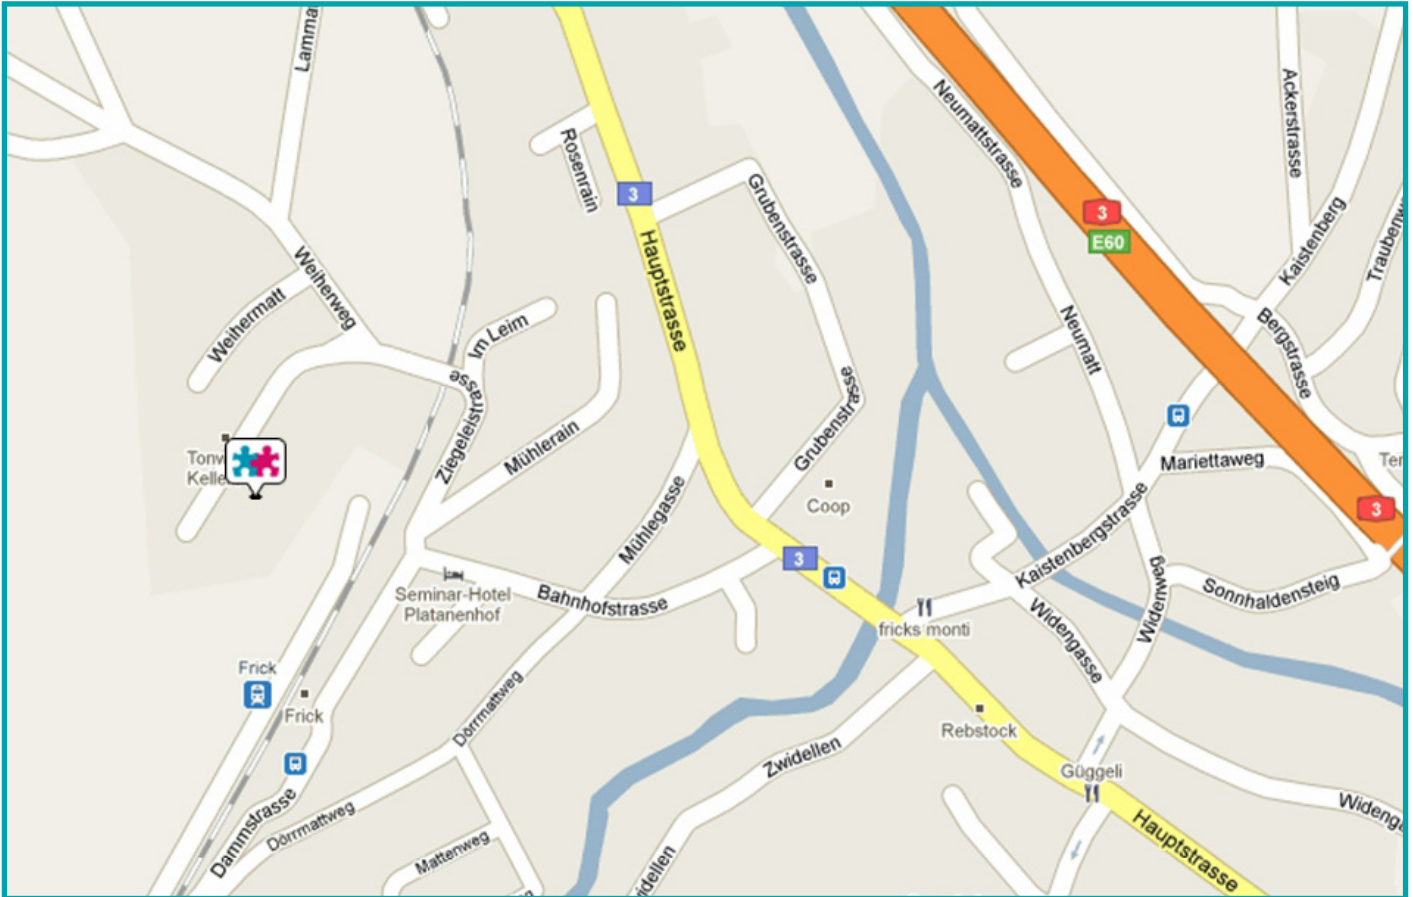 Lamma
Neumattstrasse
Ackerstrasse
Rosenrain
3
Grubenstrasse
3
E60
Kaistenberg
Hauptstrasse
Weiherweg
Weihermatt
Im Leim
Neumatt
Bergstrasse
Ziegeleistrasse
Mühlerain
Grubenstrasse
Mariettaweg
Coop
3
Mühlegasse
3
Kaistenbergstrasse
Seminar-Hotel
Platanenhof
Bahnhofstrasse
Widenweg
Sonnhaldensteig
fricks monti
Widengasse
Frick
Frick
Dörrmattweg
Rebstock
Zwidellen
Güggeli
Dammstrasse
Dörrmattweg
Mattenweg
Hauptstrasse